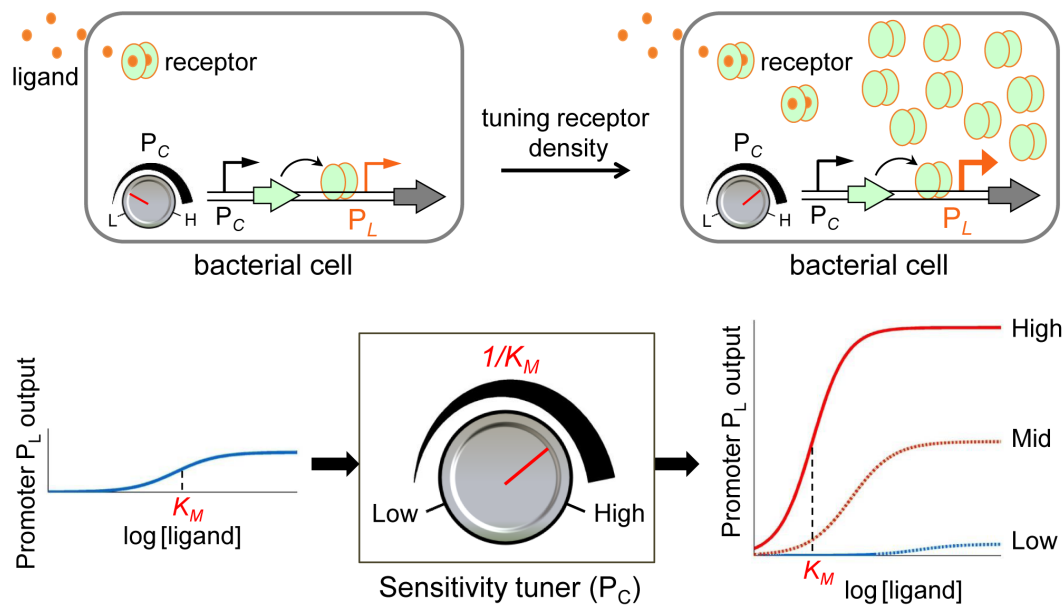 ligand
receptor
P_C
L
H
P_C
P_L
bacterial cell
tuning receptor
density
receptor
P_C
L
H
P_C
P_L
bacterial cell
Promoter P_L output
K_M
log [ligand]
1/K_M
Low
High
Sensitivity tuner (P_C)
Promoter P_L output
High
Mid
Low
K_M
log [ligand]